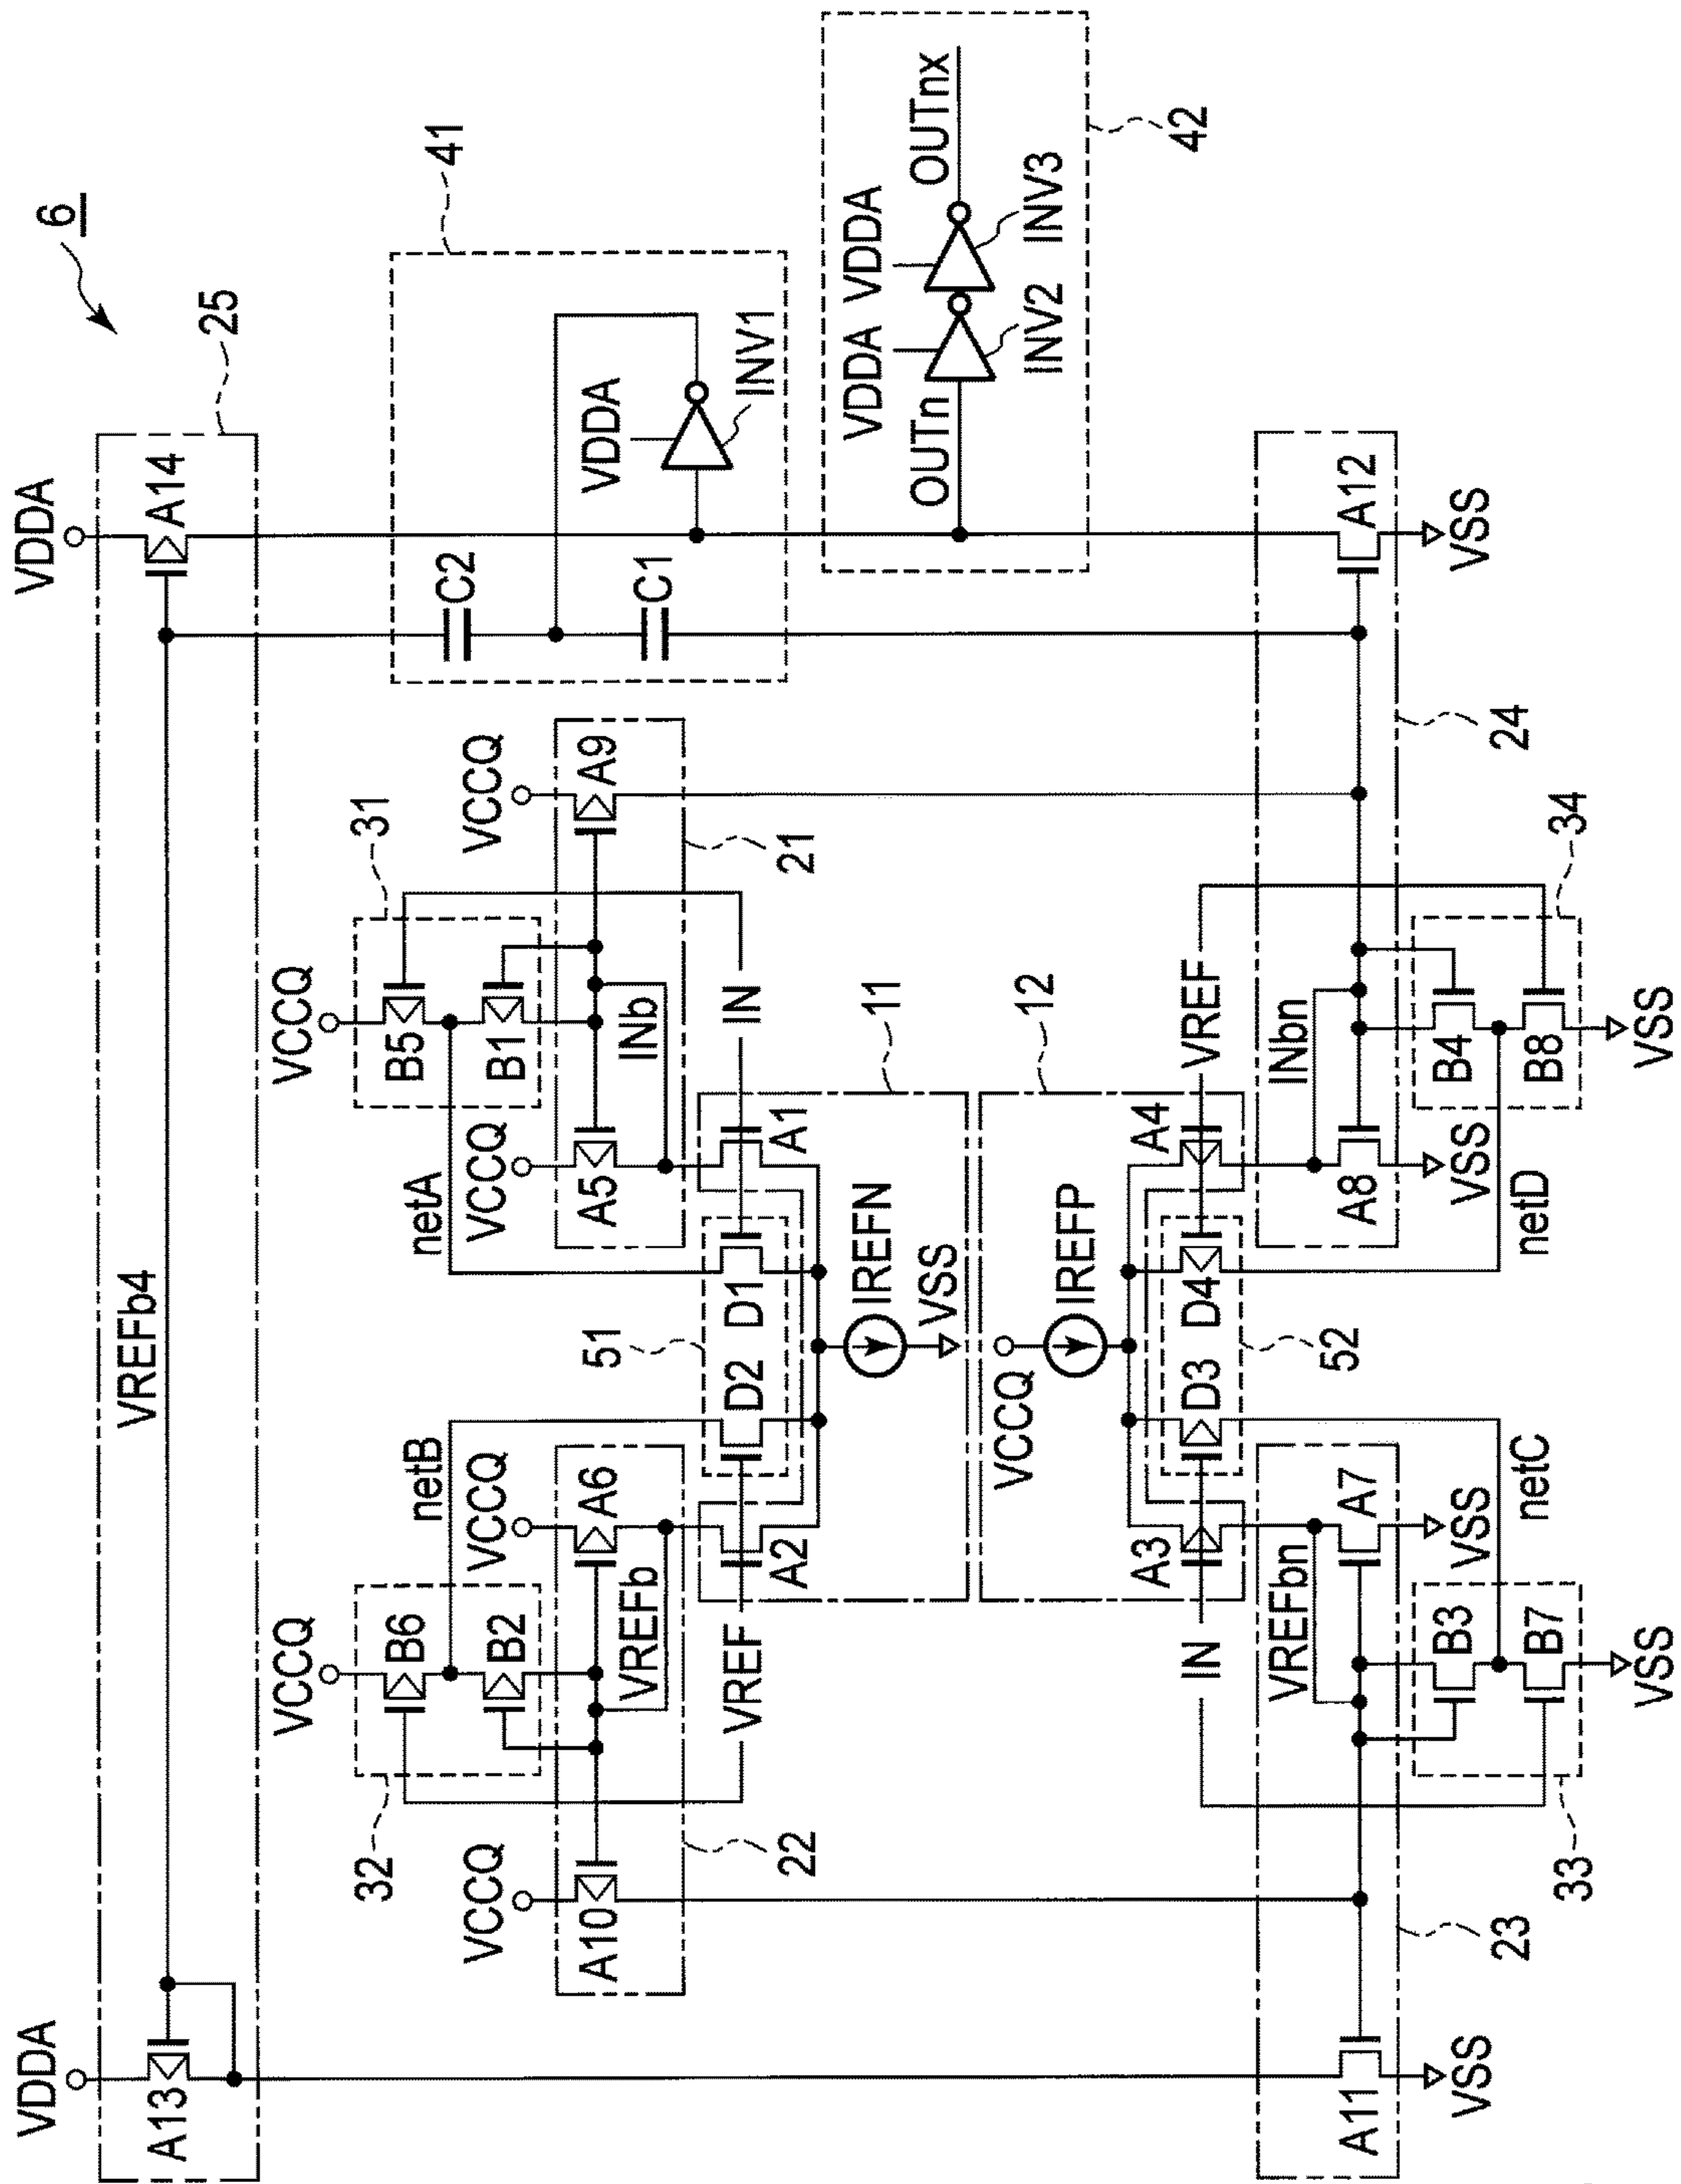 6
VDDA
VDDA
25
A13
VREFb4
A14
41
C2
C1
VDDA
INV1
VCCQ
VCCQ
31
32
B6
B2
B5
B1
netB
netA
VCCQ
VCCQ
VCCQ
VCCQ
A10
A6
A5
A9
VREFb
INb
22
21
VREF
IN
51
D2
D1
A2
A1
11
IREFN
VSS
42
VDDA
VDDA
OUTn
OUTnx
INV2
INV3
12
VCCQ
IREFP
IN
VREF
A3
D3
D4
A4
52
VREFbn
INbn
A11
A7
A8
A12
VSS
VSS
VSS
VSS
23
24
netC
netD
B3
B7
B4
B8
33
34
VSS
VSS